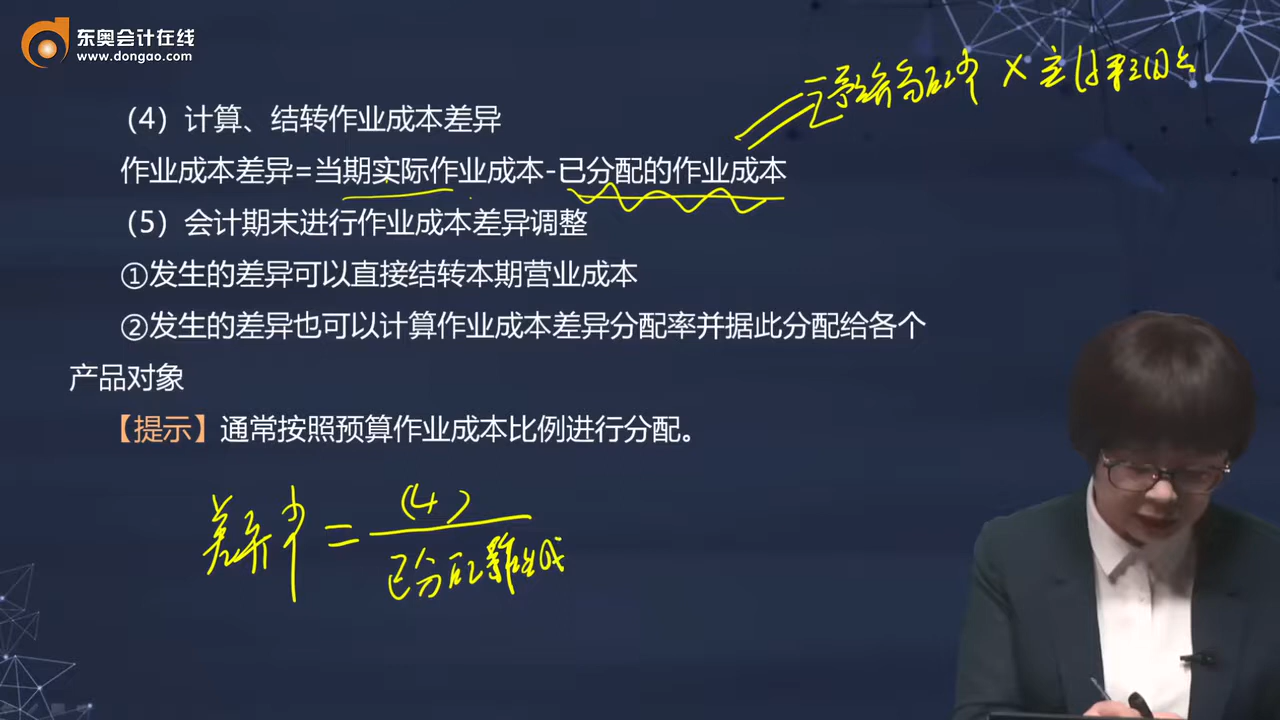 东奥会计在线
www.dongao.com
（4）计算、结转作业成本差异
作业成本差异=当期实际作业成本-已分配的作业成本
（5）会计期末进行作业成本差异调整
①发生的差异可以直接结转本期营业成本
②发生的差异也可以计算作业成本差异分配率并据此分配给各个
产品对象
【提示】通常按照预算作业成本比例进行分配。
差异率=
（4）
已分配